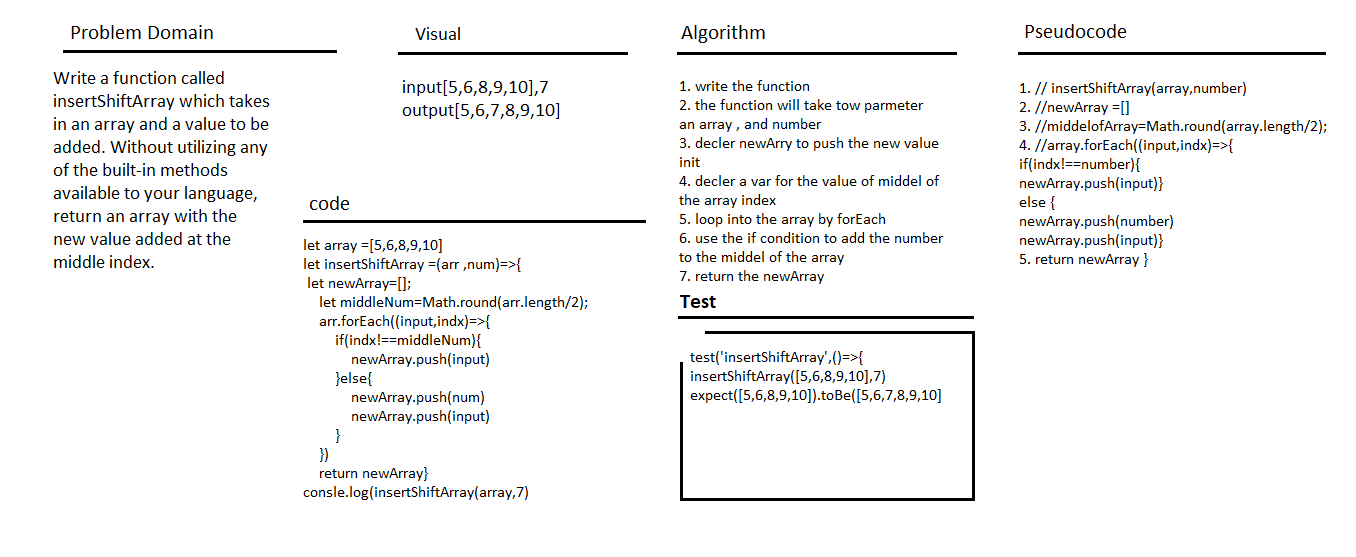 Problem Domain
Write a function called
insertShiftArray which takes
in an array and a value to be
added. Without utilizing any
of the built-in methods
available to your language,
return an array with the
new value added at the
middle index.
Visual
input[5,6,8,9,10],7
output[5,6,7,8,9,10]
code
let array =[5,6,8,9,10]
let insertShiftArray =(arr ,num)=>{
let newArray=[];
let middleNum=Math.round(arr.length/2);
arr.forEach((input,indx)=>{
if(indx!==middleNum){
newArray.push(input)
}else{
newArray.push(num)
newArray.push(input)
}
})
return newArray}
consle.log(insertShiftArray(array,7)
Algorithm
1. write the function
2. the function will take tow parmeter
an array , and number
3. decler newArry to push the new value
init
4. decler a var for the value of middel of
the array index
5. loop into the array by forEach
6. use the if condition to add the number
to the middel of the array
7. return the newArray
Test
test('insertShiftArray',()=>{
insertShiftArray([5,6,8,9,10],7)
expect([5,6,8,9,10]).toBe([5,6,7,8,9,10]
Pseudocode
1. // insertShiftArray(array,number)
2. //newArray =[]
3. //middelofArray=Math.round(array.length/2);
4. //array.forEach((input,indx)=>{
if(indx!==number){
newArray.push(input)}
else {
newArray.push(number)
newArray.push(input)}
5. return newArray }